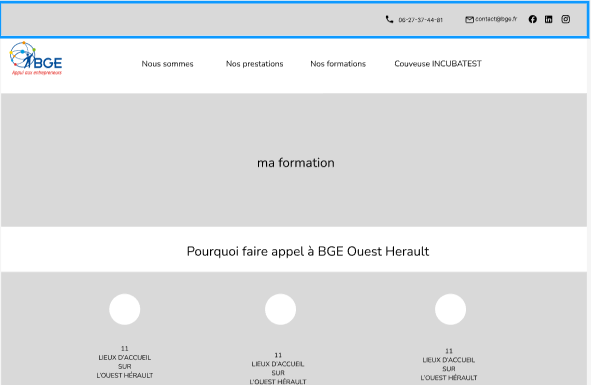 06-27-37-44-81 contact@bge.fr
BGE
Appui aux entrepreneurs
Nous sommes Nos prestations Nos formations Couveuse INCUBATEST
ma formation
Pourquoi faire appel à BGE Ouest Herault
11
LIEUX D'ACCUEIL
SUR
L'OUEST HÉRAULT
11
LIEUX D'ACCUEIL
SUR
L'OUEST HÉRAULT
11
LIEUX D'ACCUEIL
SUR
L'OUEST HÉRAULT